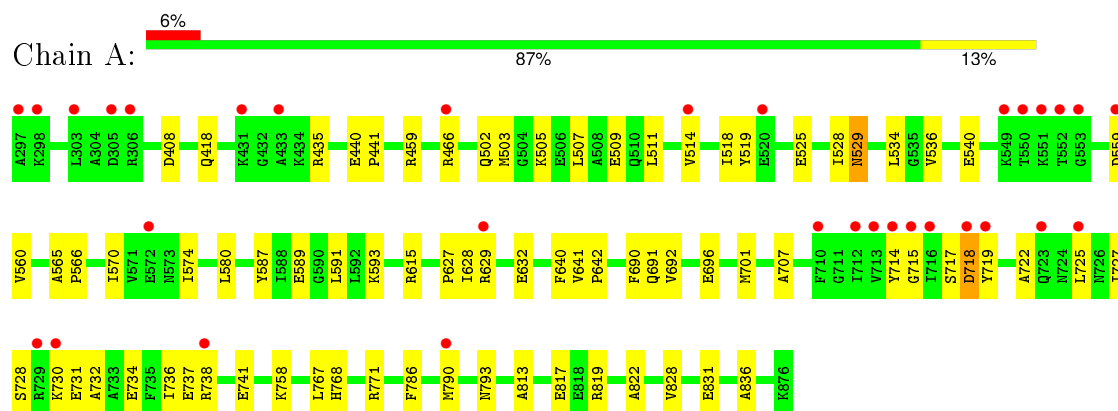 6%
Chain A:
87%
13%
A297 K298 L303 A304 D305 R306 D408 Q418 K431 G432 A433 K434 R435 E440 P441 R459 R466 Q502 M503 G504 K505 E506 L507 A508 E509 Q510 L511 V514 I518 Y519 E520 E525 I528 N529 L534 G535 V536 E540 K549 T550 K551 T552 G553
V560 A565 P566 I570 V571 E572 N573 I574 L580 Y587 I588 E589 G590 L591 L592 K593 R615 P627 I628 R629 E632 F640 V641 P642 F690 Q691 V692 E696 M701 A707 F710 G711 I712 V713 Y714 G715 I716 S717 D718 Y719 A722 Q723 N724 L725 N726
S728 R729 K730 E731 A732 A733 E734 F735 I736 E737 R738 E741 K758 L767 H768 R771 F786 M790 N793 A813 E817 E818 R819 A822 V828 E831 A836 K876